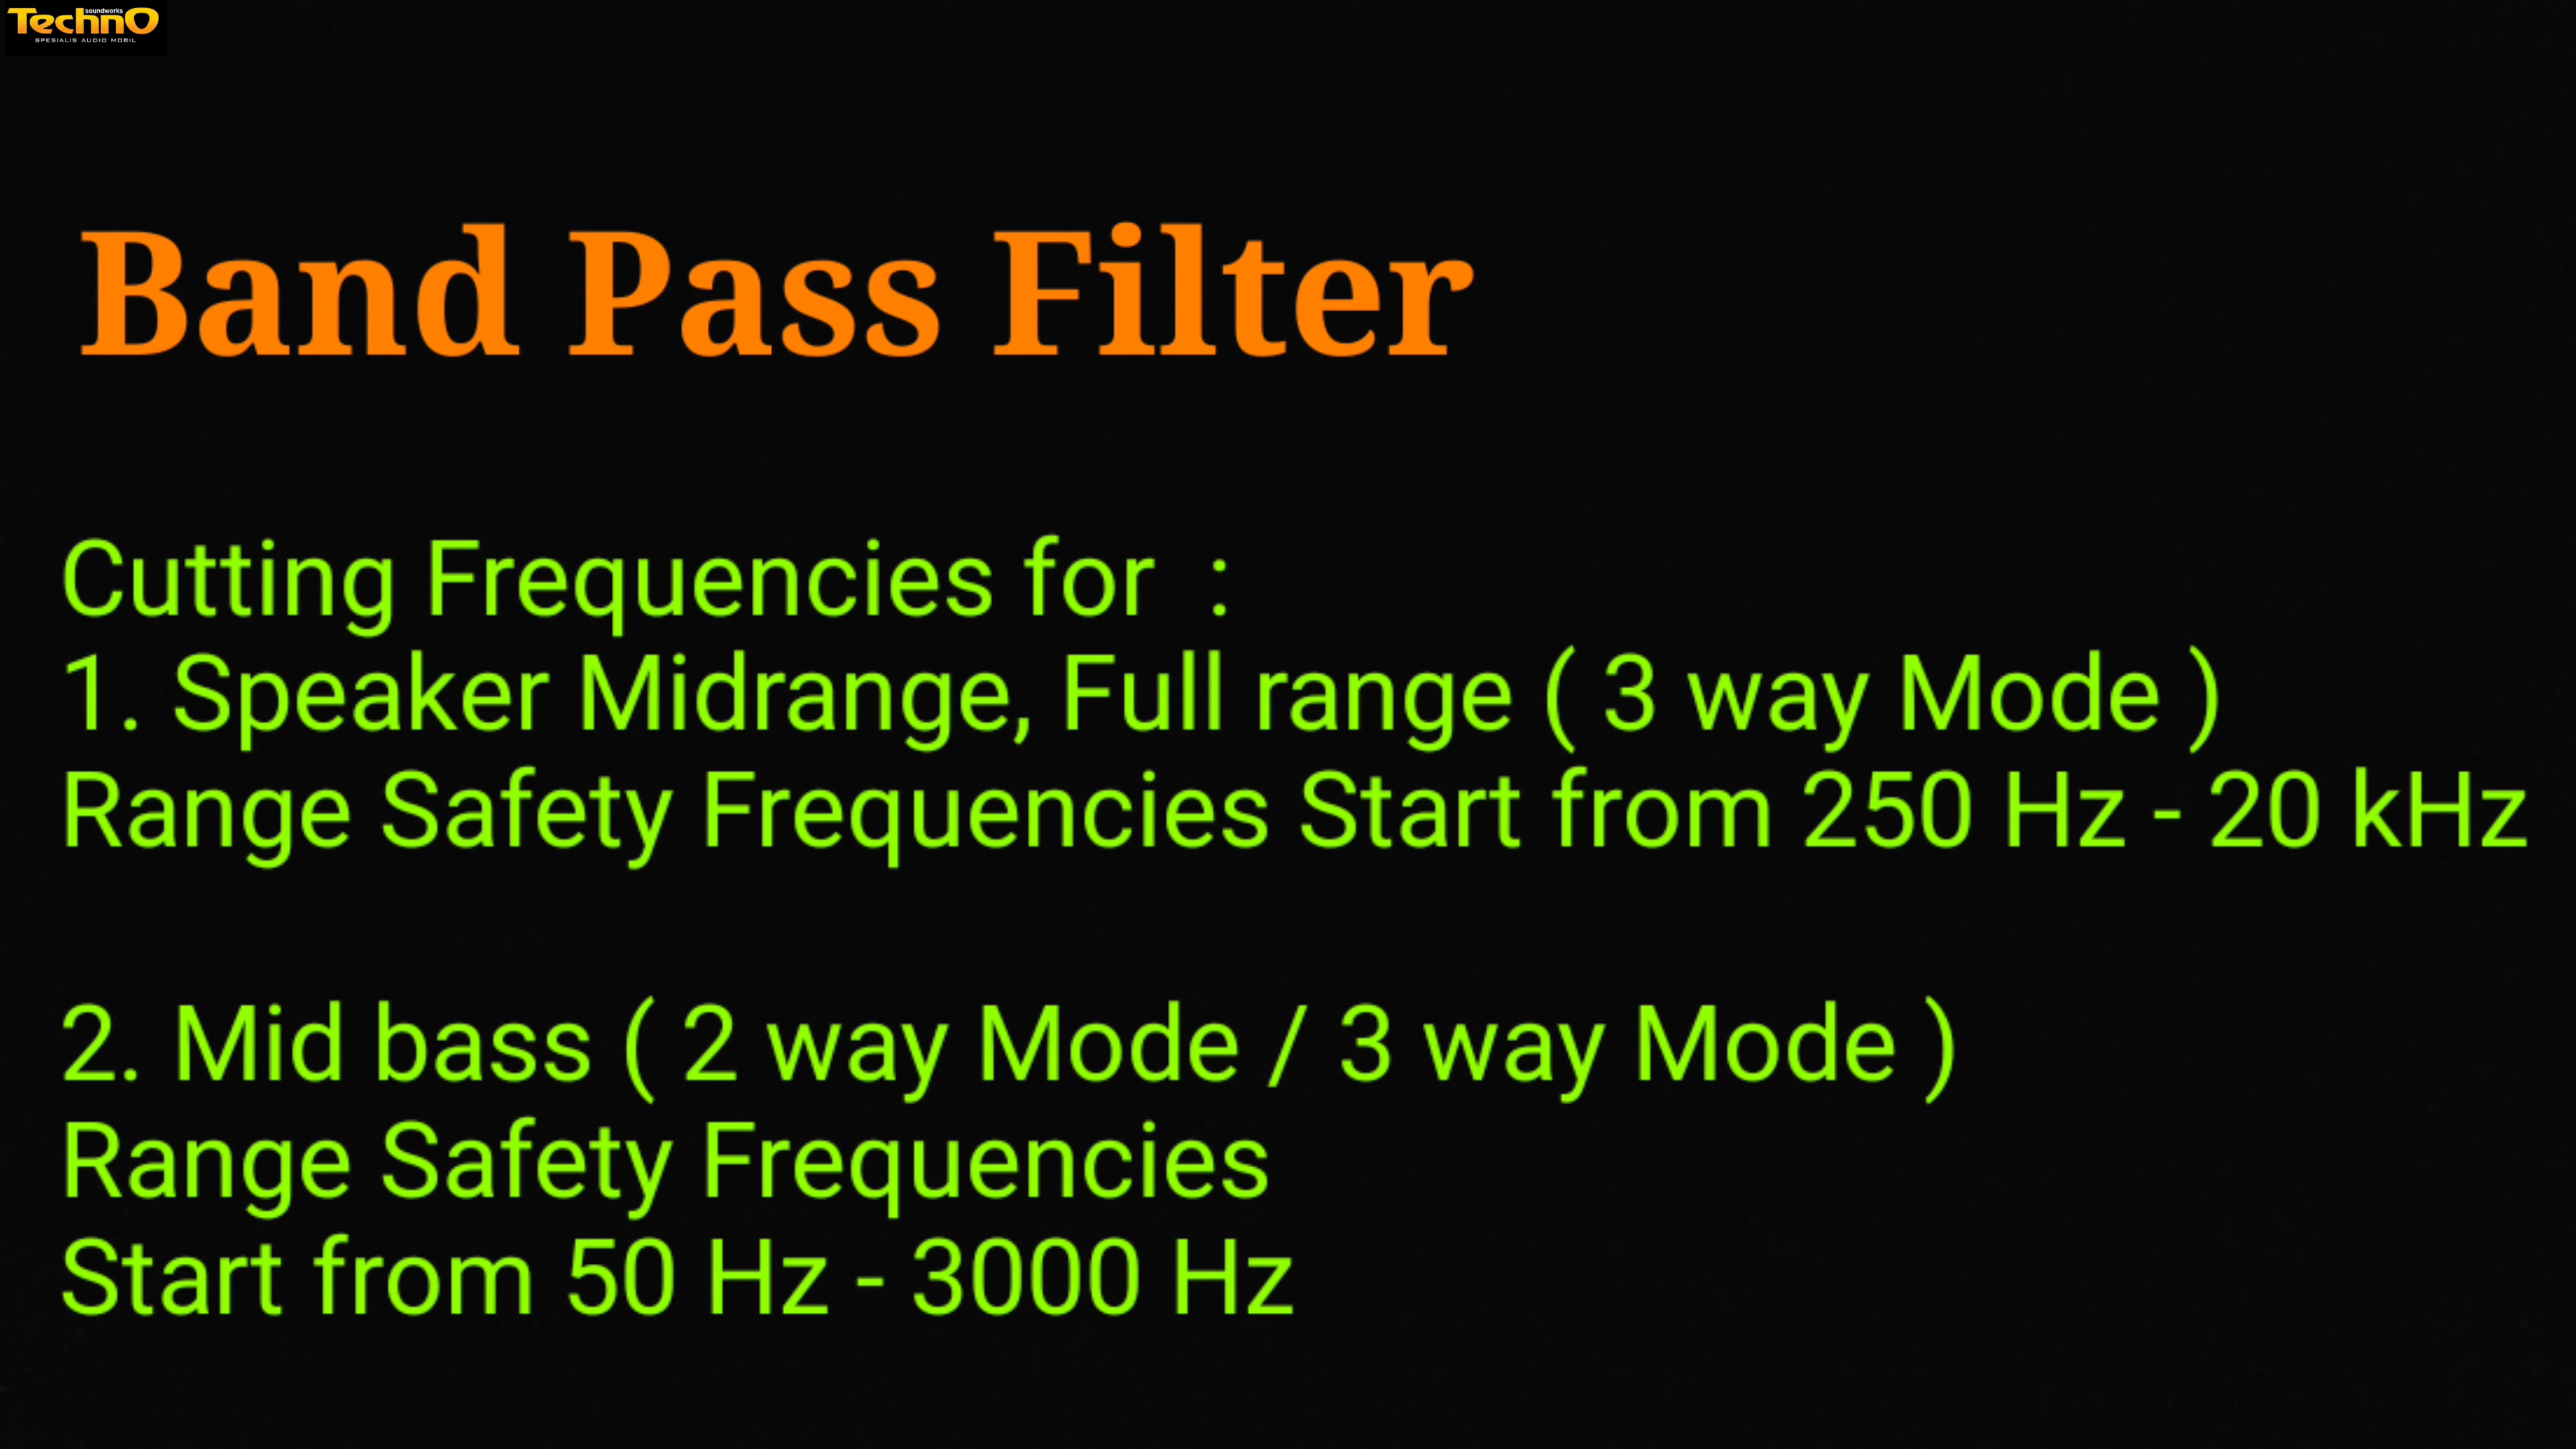 soundworks
TechnO
SPESIALIS AUDIO MOBIL
Band Pass Filter
Cutting Frequencies for  :
1. Speaker Midrange, Full range ( 3 way Mode )
Range Safety Frequencies Start from 250 Hz - 20 kHz
2. Mid bass ( 2 way Mode / 3 way Mode )
Range Safety Frequencies
Start from 50 Hz - 3000 Hz